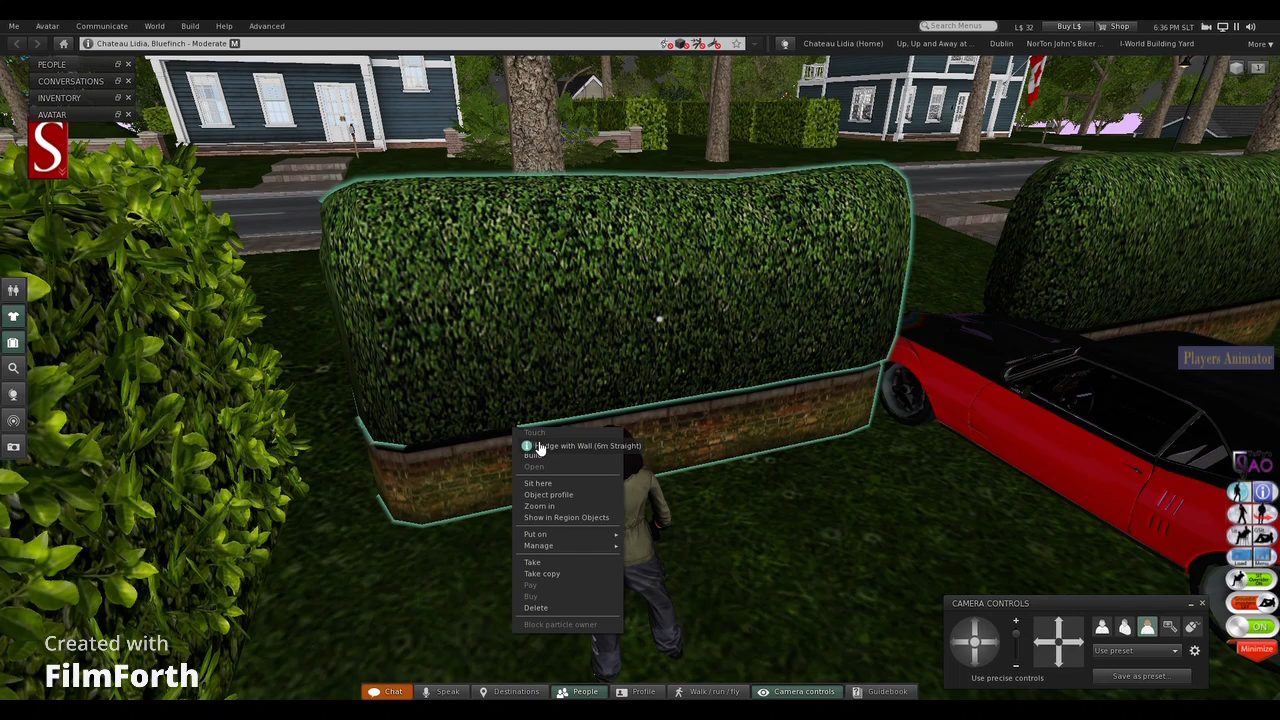 Me Avatar Communicate World Build Help Advanced
Search Menus L$ 32 Buy L$ Shop 6:36 PM SLT
Chateau Lidia, Bluefinch - Moderate M
Chateau Lidia (Home) Up, Up and Away at ... Dublin NorTon John's Biker ... I-World Building Yard More
PEOPLE
CONVERSATIONS
INVENTORY
AVATAR
S
1
Players Animator
Touch
Hedge with Wall (6m Straight)
Build
Open
Sit here
Object profile
Zoom in
Show in Region Objects
Put on
Manage
Take
Take copy
Pay
Buy
Delete
Block particle owner
AO
Load Menu
ON
Minimize
CAMERA CONTROLS
Use preset
Use precise controls
Save as preset...
Created with
FilmForth
Chat Speak Destinations People Profile Walk / run / fly Camera controls Guidebook